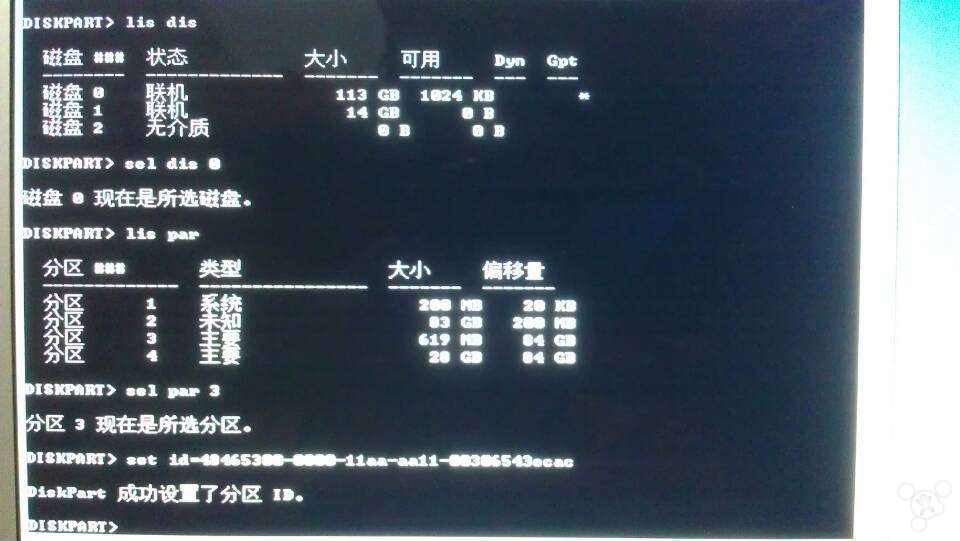 DISKPART> lis dis
磁盘 ### 状态 大小 可用 Dyn Gpt
-------- ------------- ------- ------- --- ---
磁盘 0 联机 113 GB 1024 KB *
磁盘 1 联机 14 GB 0 B
磁盘 2 无介质 0 B 0 B
DISKPART> sel dis 0
磁盘 0 现在是所选磁盘。
DISKPART> lis par
分区 ### 类型 大小 偏移量
------------- ---------------- ------- -------
分区 1 系统 200 MB 20 KB
分区 2 未知 83 GB 200 MB
分区 3 主要 619 MB 84 GB
分区 4 主要 28 GB 84 GB
DISKPART> sel par 3
分区 3 现在是所选分区。
DISKPART> set id=48465300-0000-11aa-aa11-00306543ecac
DiskPart 成功设置了分区 ID。
DISKPART>